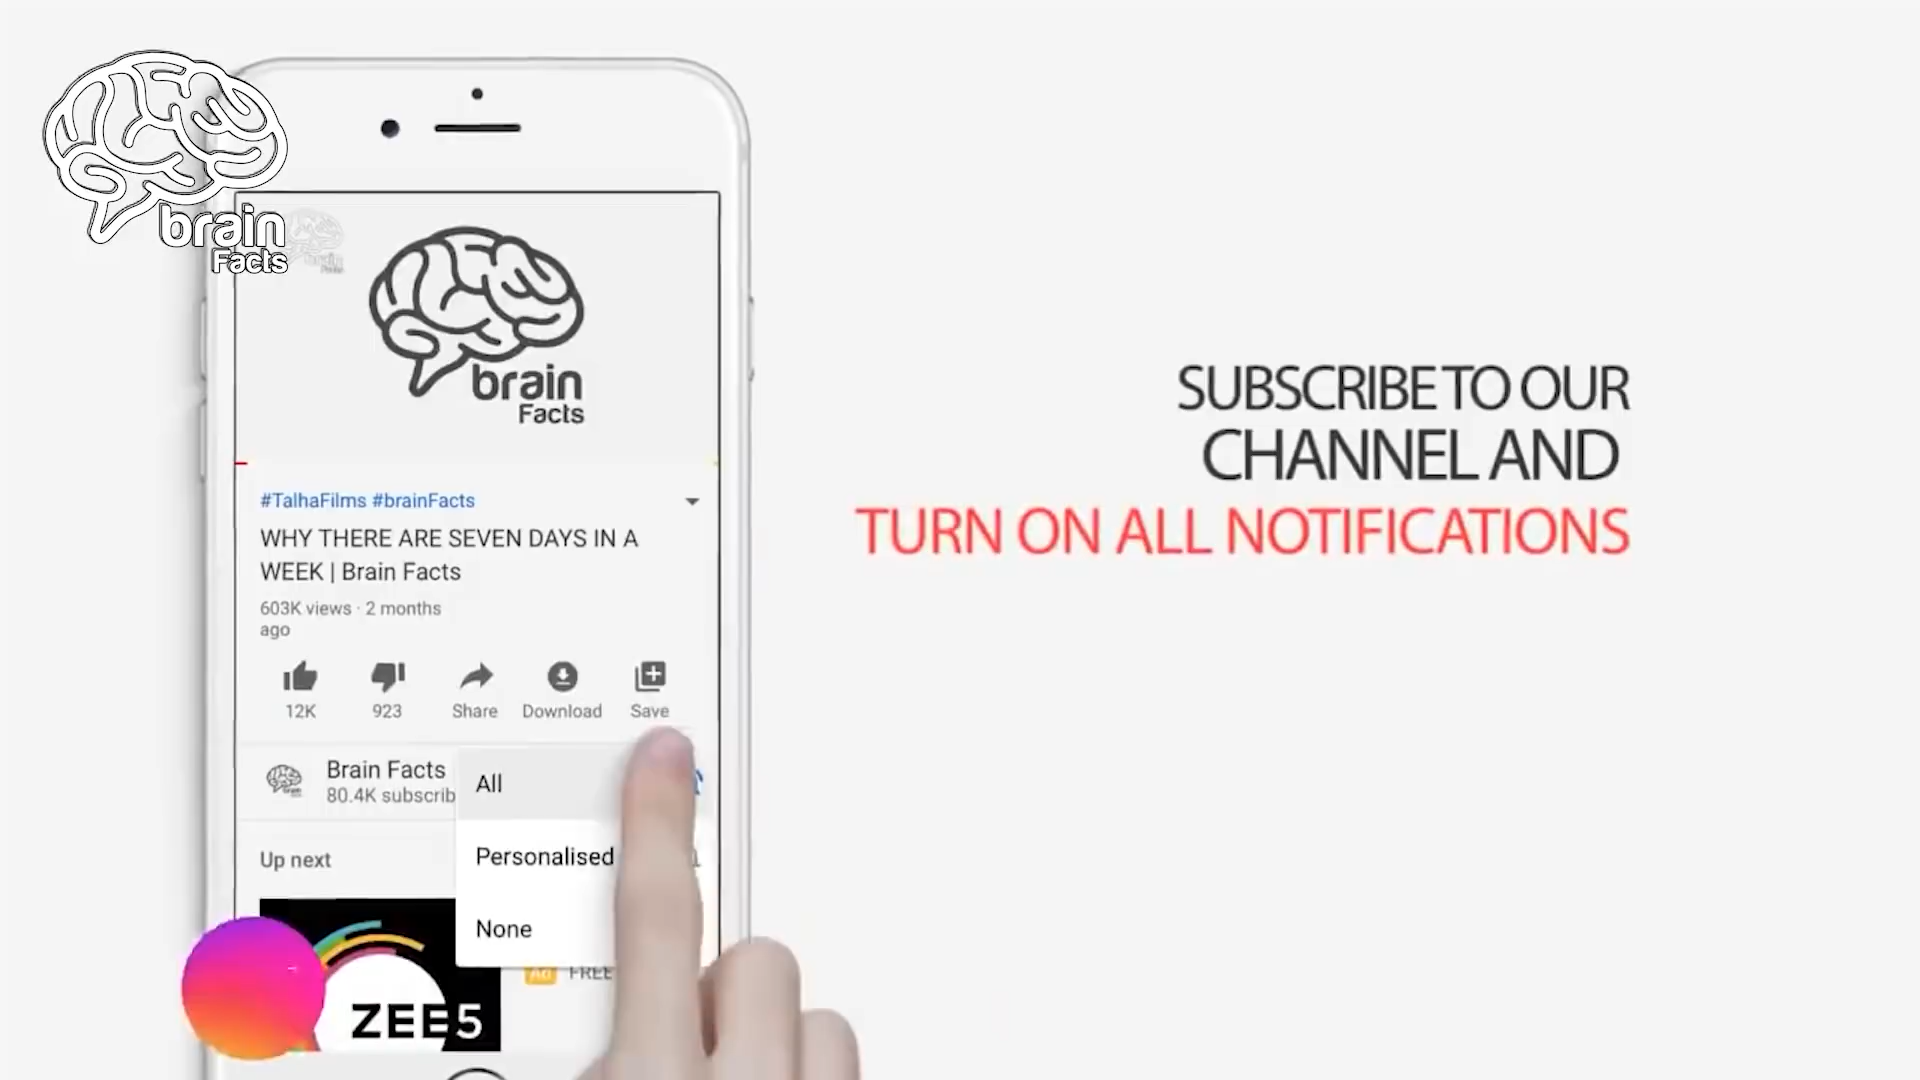 brain
Facts
brain
Facts
#TalhaFilms #brainFacts
WHY THERE ARE SEVEN DAYS IN A
WEEK | Brain Facts
603K views · 2 months
ago
12K
923
Share
Download
Save
Brain Facts
80.4K subscrib
All
Personalised
None
Up next
Ad
FREE
ZEE5
SUBSCRIBE TO OUR
CHANNEL AND
TURN ON ALL NOTIFICATIONS